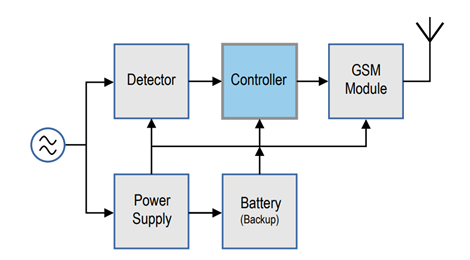 Detector
Controller
GSM
Module
Power
Supply
Battery
(Backup)